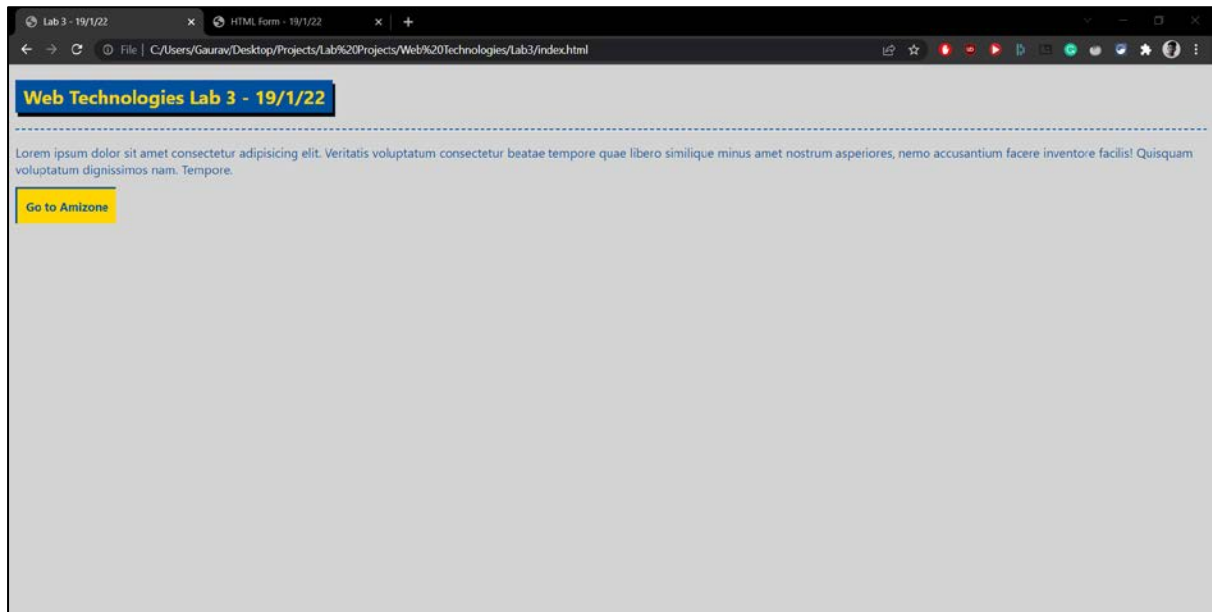 Lab 3 - 19/1/22
HTML Form - 19/1/22
File | C:/Users/Gaurav/Desktop/Projects/Lab%20Projects/Web%20Technologies/Lab3/index.html
Web Technologies Lab 3 - 19/1/22
Lorem ipsum dolor sit amet consectetur adipisicing elit. Veritatis voluptatum consectetur beatae tempore quae libero similique minus amet nostrum asperiores, nemo accusantium facere inventore facilis! Quisquam
voluptatum dignissimos nam. Tempore.
Go to Amizone